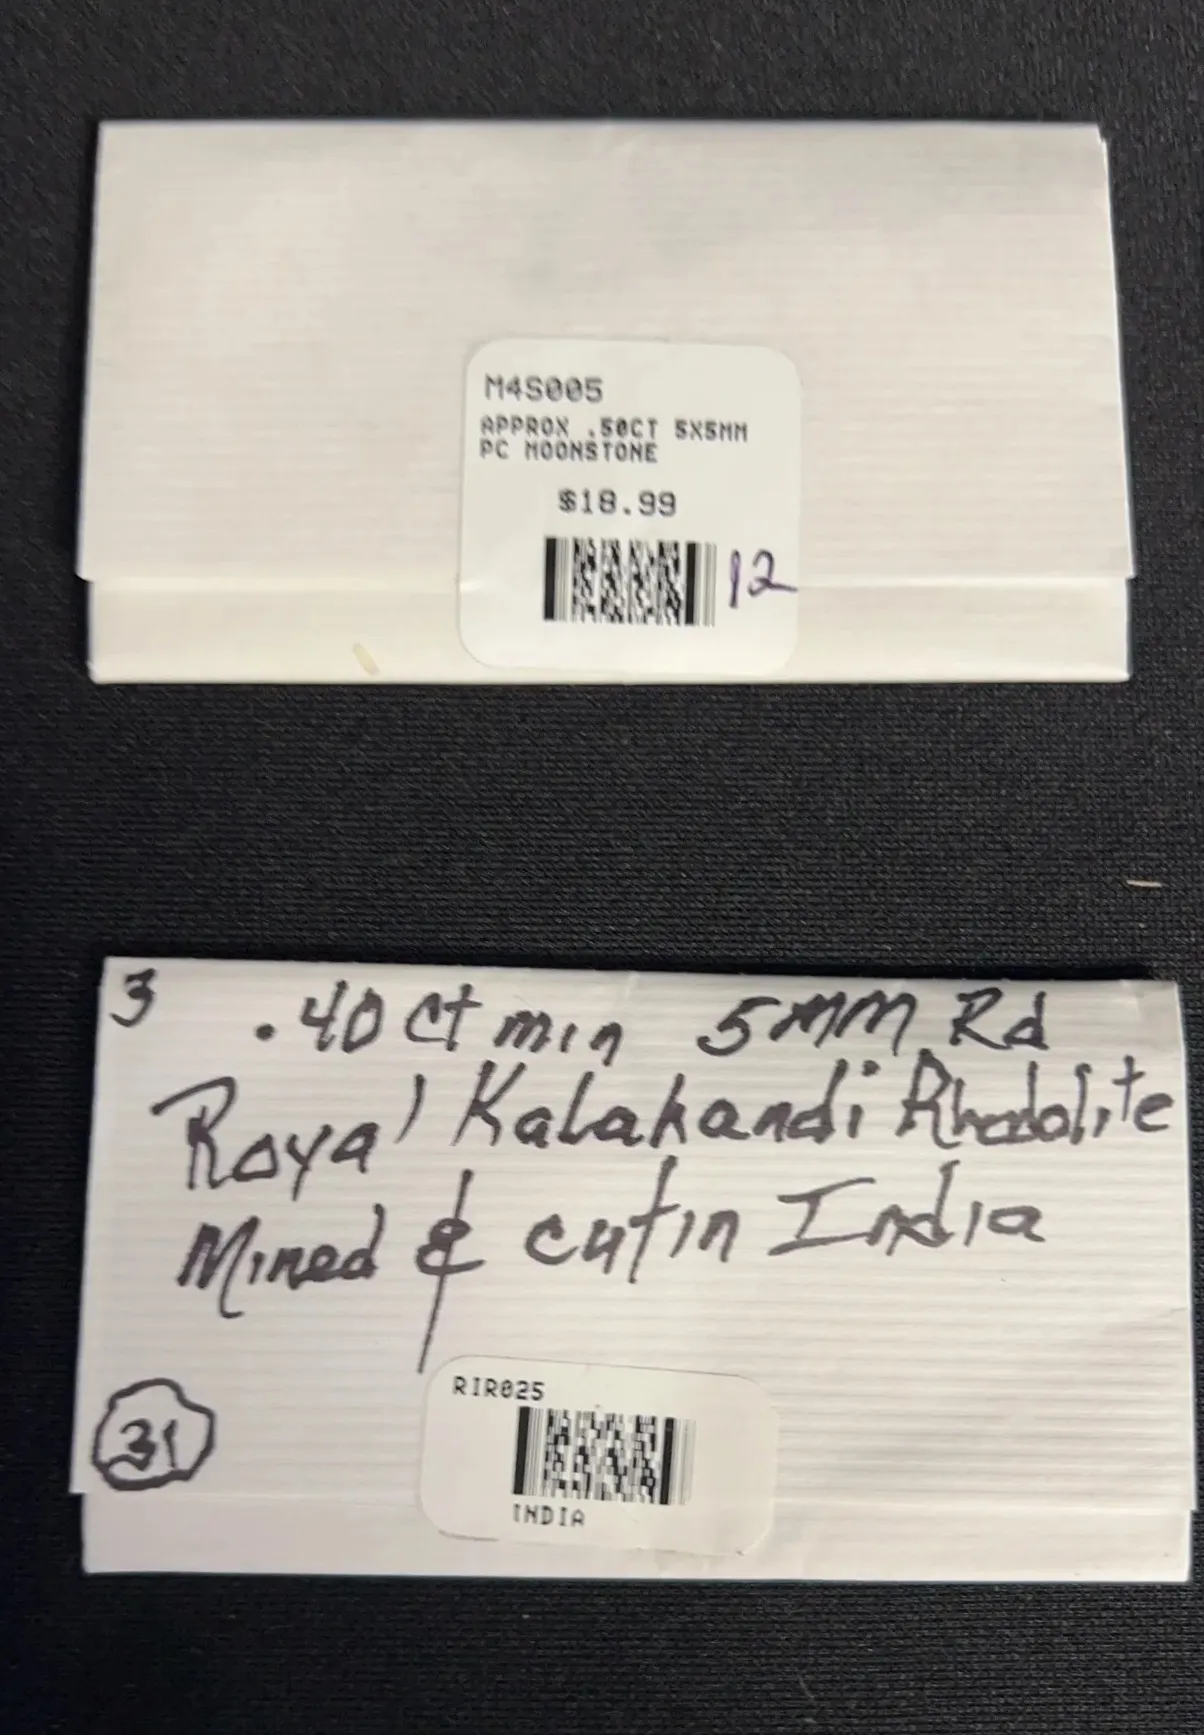 M4S005
APPROX .50CT 5X5MM
PC MOONSTONE
$18.99
12
3
.40 ct min 5mm Rd
Royal Kalahandi Rhodolite
Mined & cut in India
31
RIR025
INDIA